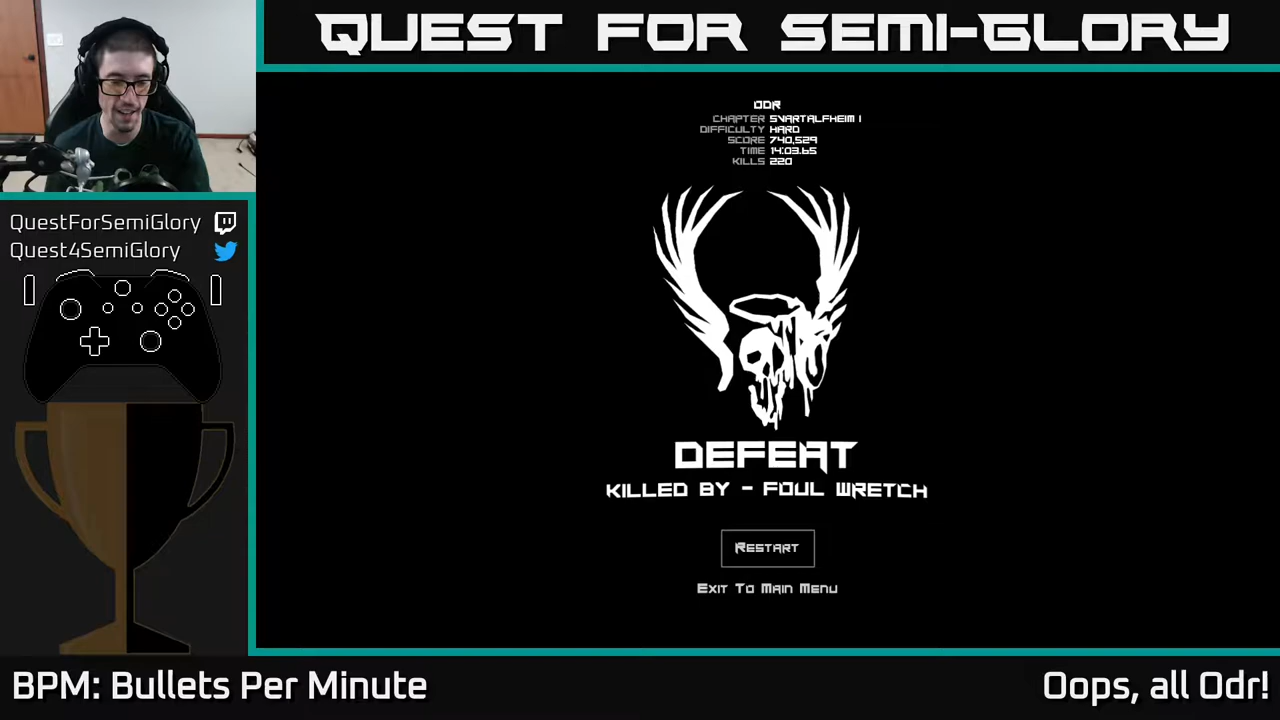 QUEST FOR SEMI-GLORY
QuestForSemiGlory
Quest4SemiGlory
ODR
CHAPTER SVARTALFHEIM I
DIFFICULTY HARD
SCORE 740,529
TIME 14:03.65
KILLS 220
DEFEAT
KILLED BY - FOUL WRETCH
RESTART
EXIT TO MAIN MENU
BPM: Bullets Per Minute
Oops, all Odr!